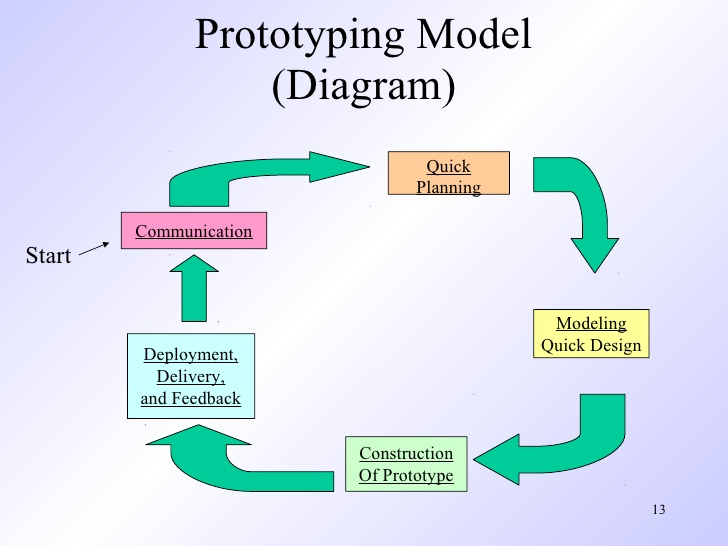 Prototyping Model
(Diagram)
Quick
Planning
Communication
Start
Modeling
Quick Design
Deployment,
Delivery,
and Feedback
Construction
Of Prototype
13